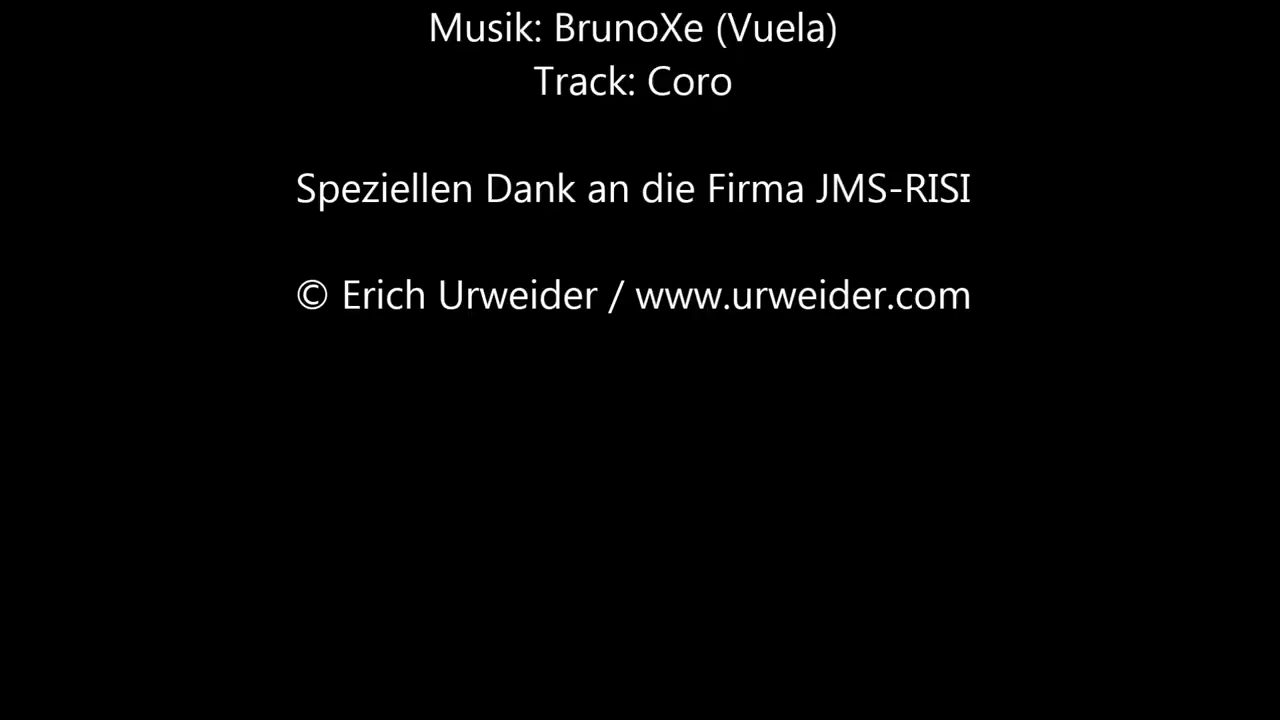 Musik: BrunoXe (Vuela)
Track: Coro
Speziellen Dank an die Firma JMS-RISI
© Erich Urweider / www.urweider.com